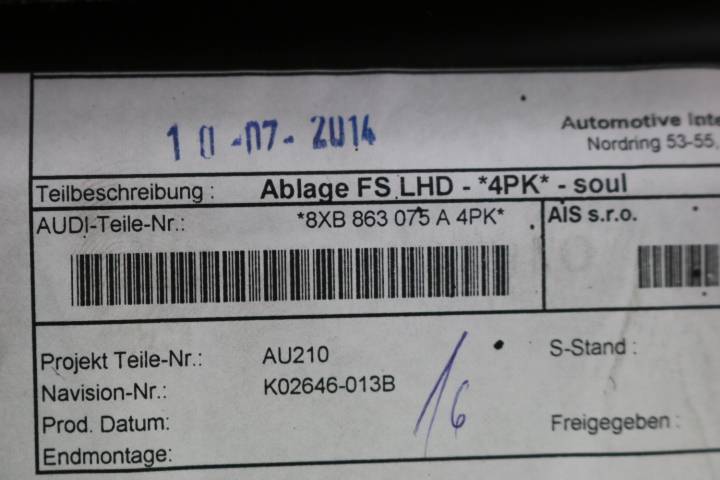 10-07-2014
Automotive Inte
Nordring 53-55,
Teilbeschreibung : Ablage FS LHD - *4PK* - soul
AUDI-Teile-Nr.: *8XB 863 075 A 4PK* AIS s.r.o.
Projekt Teile-Nr.: AU210 S-Stand :
Navision-Nr.: K02646-013B
Prod. Datum: Freigegeben :
Endmontage: